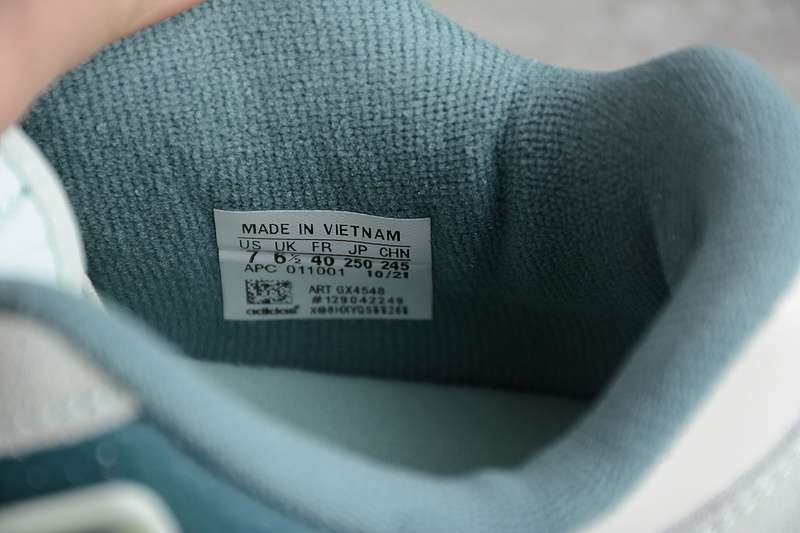 MADE IN VIETNAM
US UK FR JP CHN
7 6½ 40 250 245
APC 011001 10/21
ART GX4548
#129042249
adidas